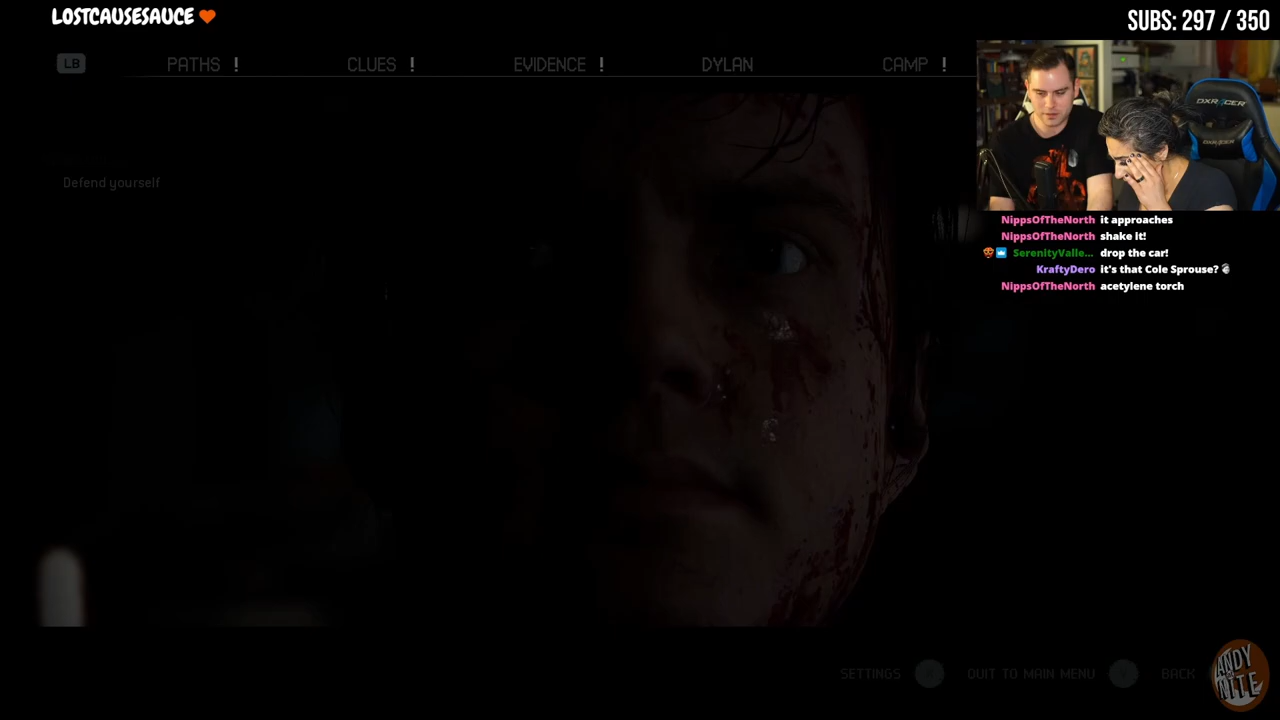 LOSTCAUSESAUCE
SUBS: 297 / 350
LB PATHS ! CLUES ! EVIDENCE ! DYLAN CAMP !
DXRACER
DXRACER
Defend yourself
NippsOfTheNorth it approaches
NippsOfTheNorth shake it!
SerenityValle... drop the car!
KraftyDero it's that Cole Sprouse?
NippsOfTheNorth acetylene torch
SETTINGS QUIT TO MAIN MENU BACK
ANDY
NITE